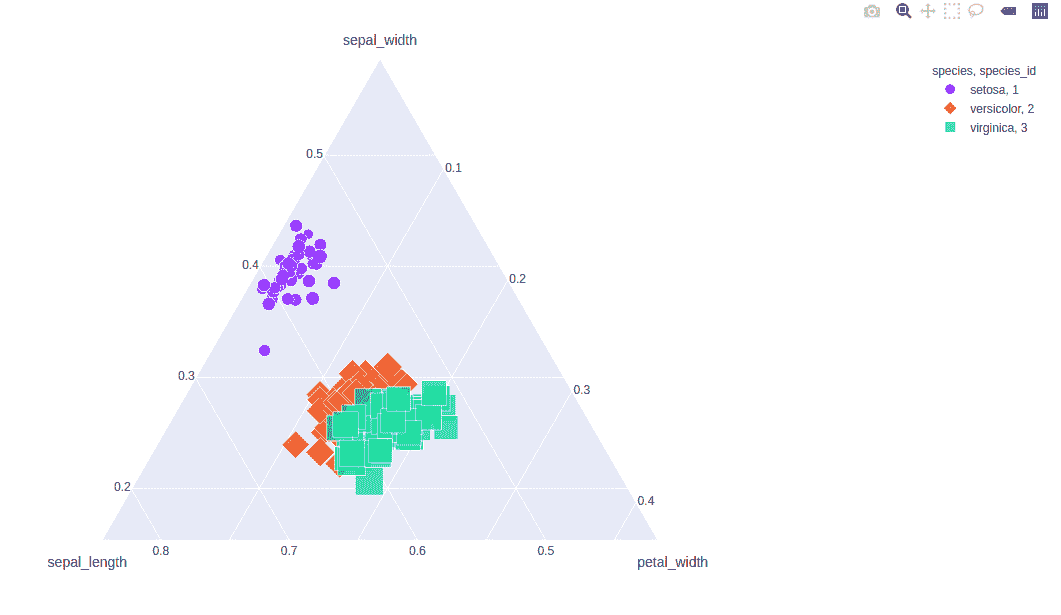 sepal_width
species, species_id
setosa, 1
versicolor, 2
virginica, 3
0.5
0.1
0.4
0.2
0.3
0.3
0.2
0.4
0.8
0.7
0.6
0.5
sepal_length
petal_width